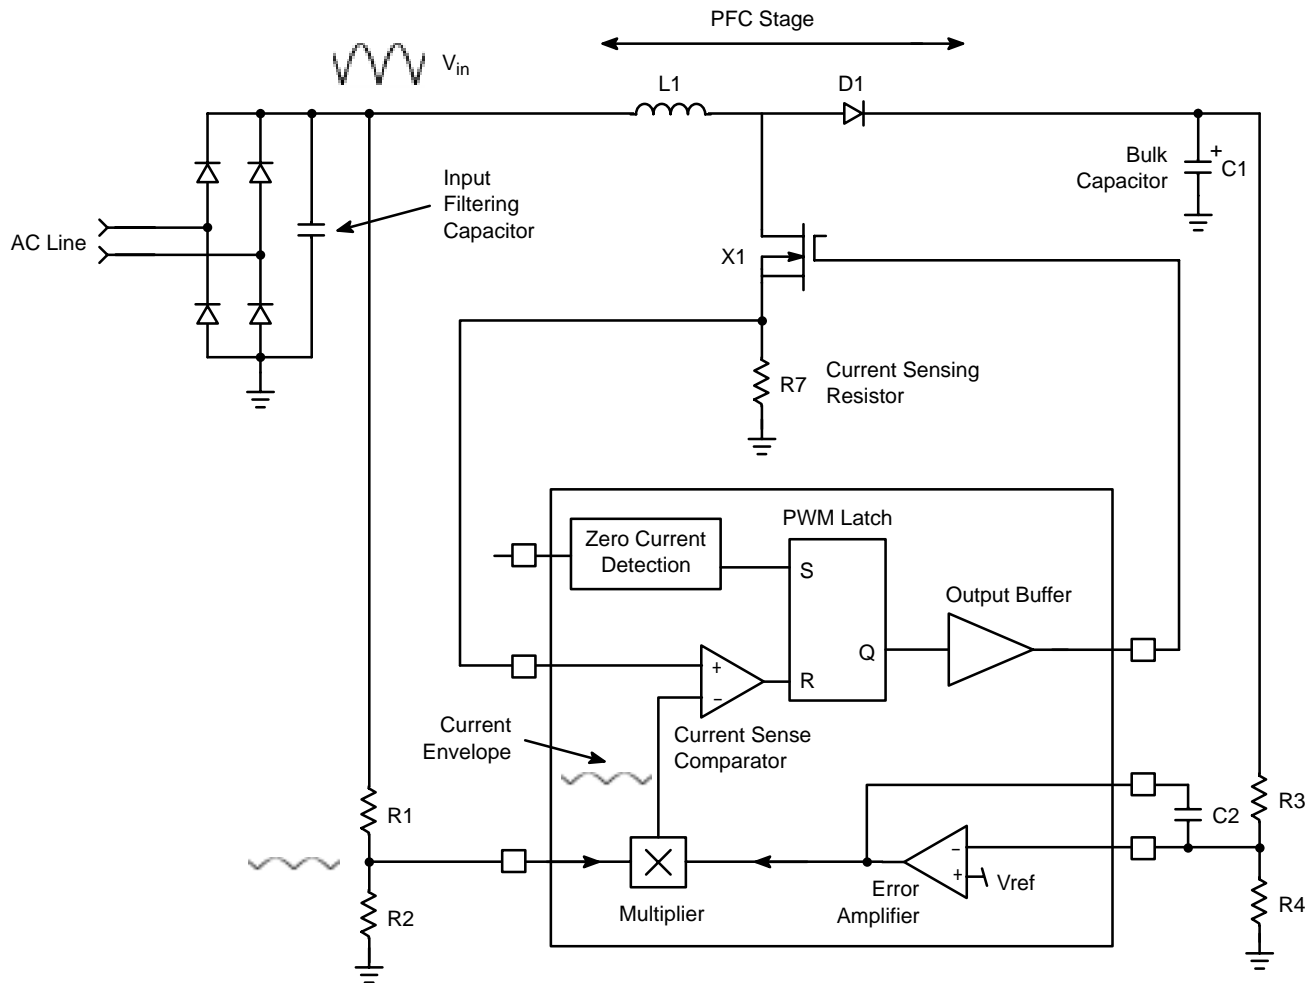 PFC Stage
Vin
L1
D1
Bulk
Capacitor
+
C1
Input
Filtering
Capacitor
AC Line
X1
R7
Current Sensing
Resistor
PWM Latch
Zero Current
Detection
S
Output Buffer
Q
+
R
−
Current
Envelope
Current Sense
Comparator
R1
C2
R3
−
+
Vref
Error
Amplifier
Multiplier
R2
R4